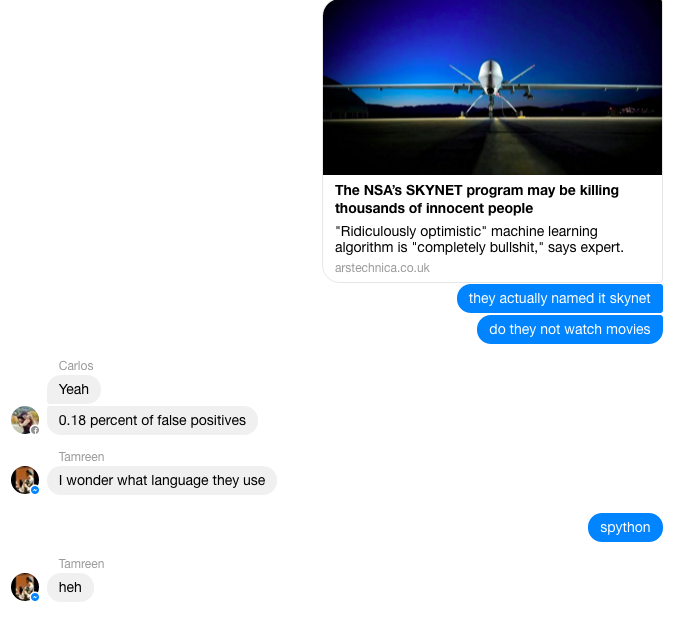 The NSA's SKYNET program may be killing
thousands of innocent people
"Ridiculously optimistic" machine learning
algorithm is "completely bullshit," says expert.
arstechnica.co.uk
they actually named it skynet
do they not watch movies
Carlos
Yeah
0.18 percent of false positives
Tamreen
I wonder what language they use
spython
Tamreen
heh